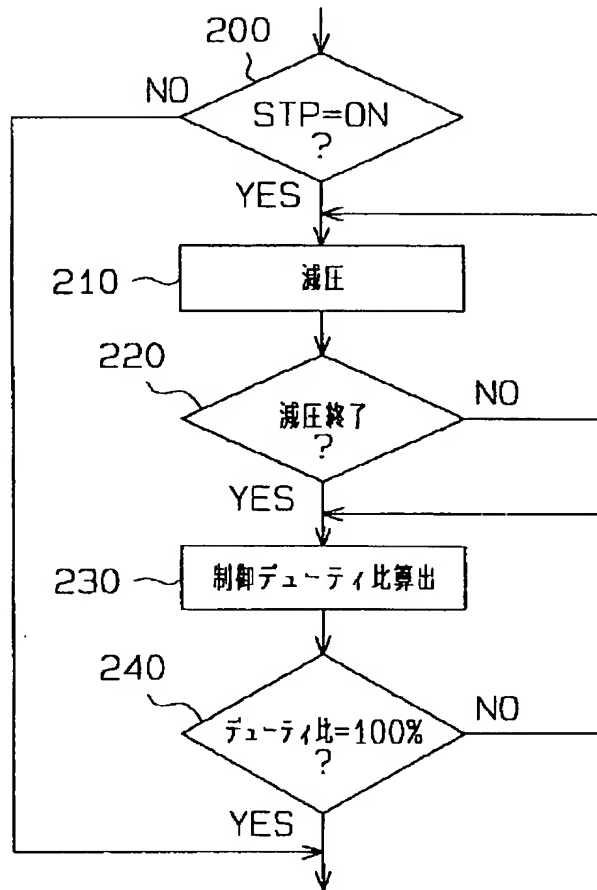 200
NO
STP=ON
?
YES
210
減圧
220
減圧終了
?
NO
YES
230
制御デューティ比算出
240
デューティ比=100%
?
NO
YES